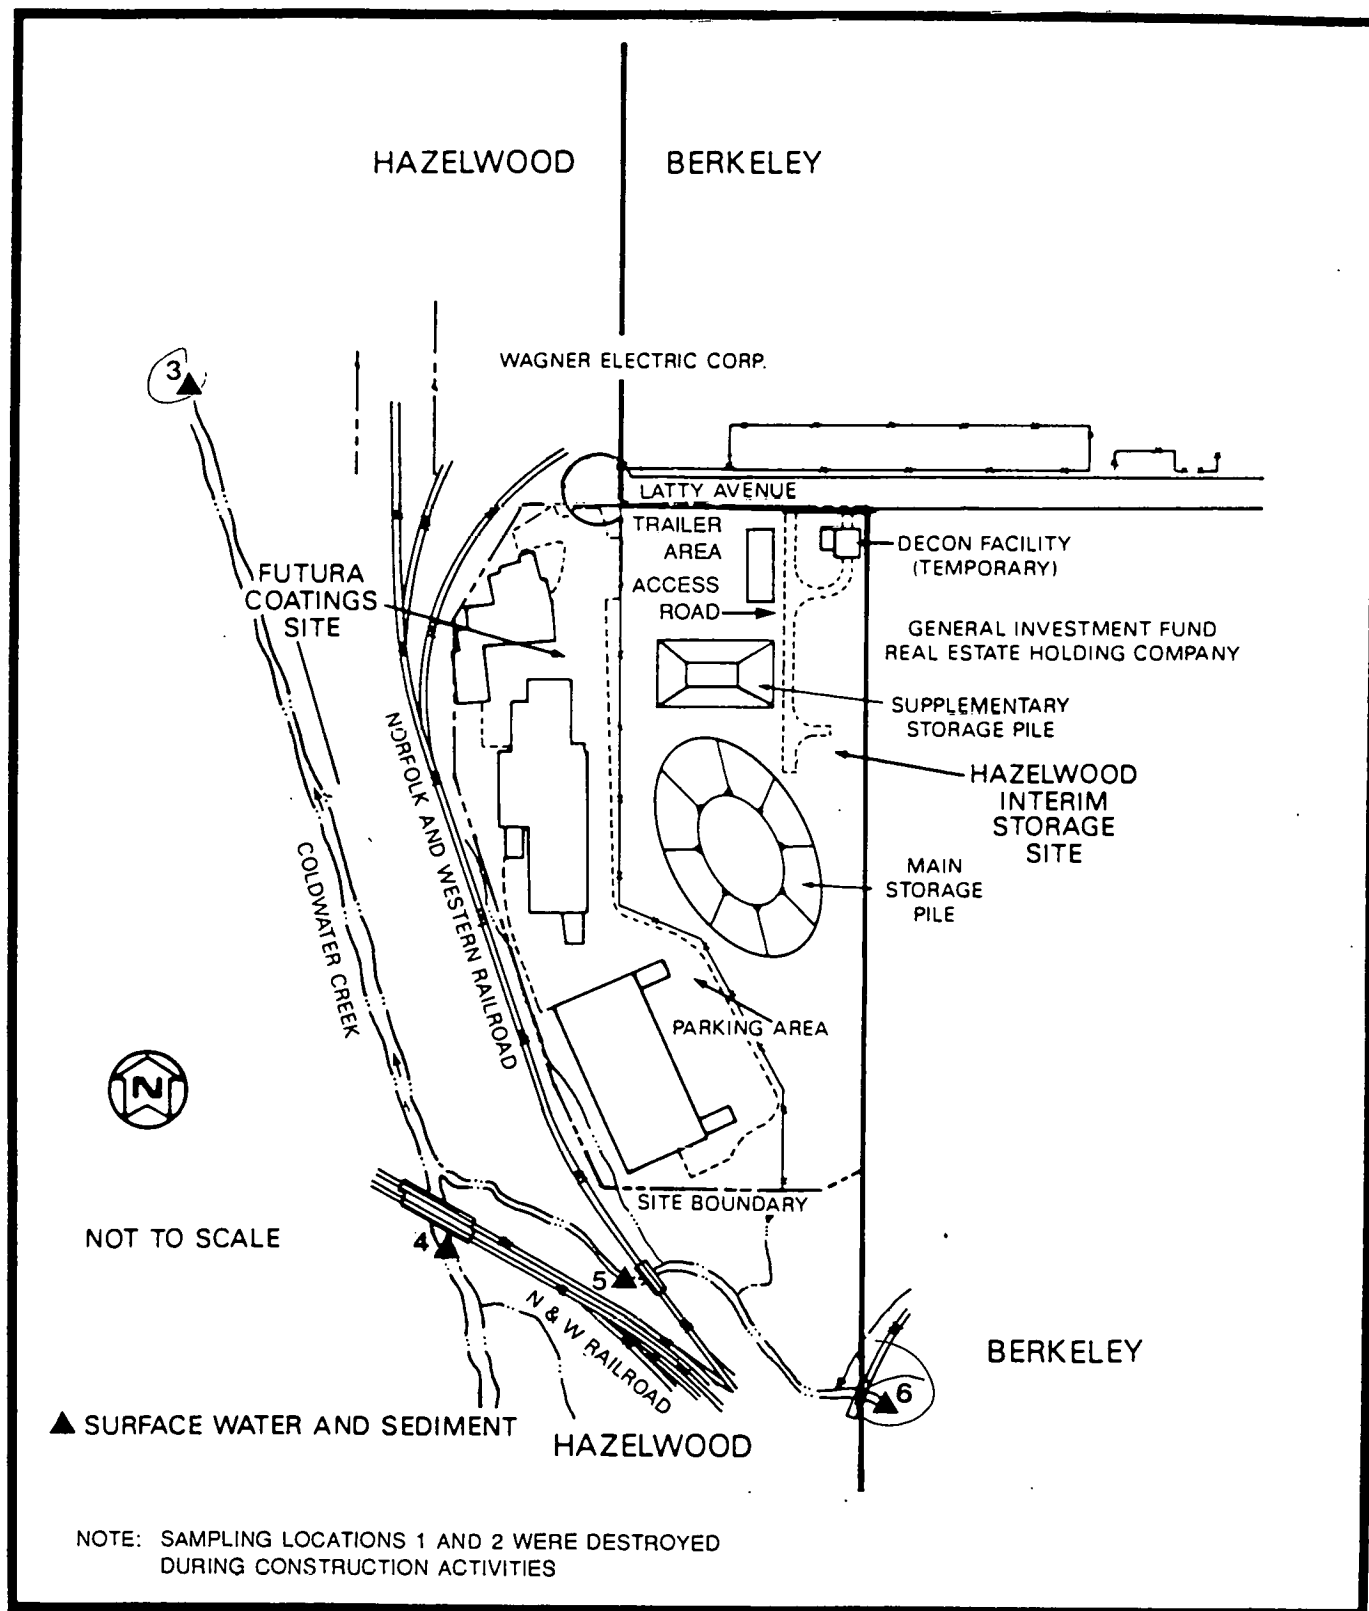 HAZELWOOD
BERKELEY
WAGNER ELECTRIC CORP.
3
LATTY AVENUE
TRAILER
AREA
DECON FACILITY
(TEMPORARY)
FUTURA
COATINGS
SITE
ACCESS
ROAD
GENERAL INVESTMENT FUND
REAL ESTATE HOLDING COMPANY
SUPPLEMENTARY
STORAGE PILE
NORFOLK AND WESTERN RAILROAD
HAZELWOOD
INTERIM
STORAGE
SITE
COLDWATER CREEK
MAIN
STORAGE
PILE
PARKING AREA
N
SITE BOUNDARY
NOT TO SCALE
4
5
N & W RAILROAD
BERKELEY
6
SURFACE WATER AND SEDIMENT
HAZELWOOD
NOTE: SAMPLING LOCATIONS 1 AND 2 WERE DESTROYED
DURING CONSTRUCTION ACTIVITIES